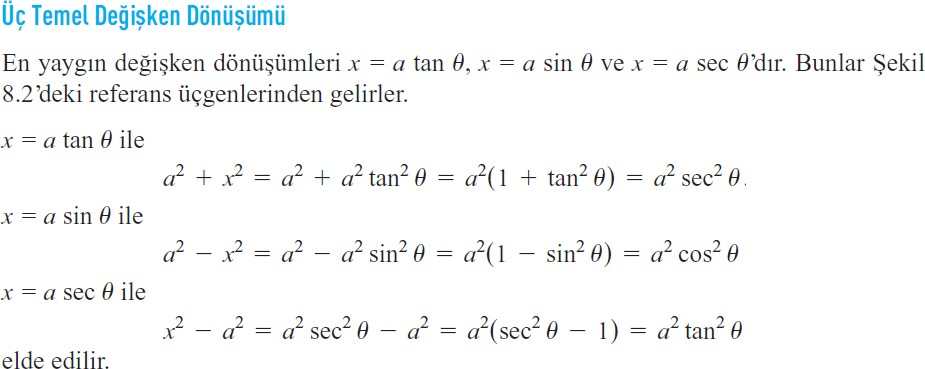 Üç Temel Değişken Dönüşümü
En yaygın değişken dönüşümleri x = a tan θ, x = a sin θ ve x = a sec θ’dır. Bunlar Şekil
8.2’deki referans üçgenlerinden gelirler.
x = a tan θ ile
a² + x² = a² + a² tan² θ = a²(1 + tan² θ) = a² sec² θ.
x = a sin θ ile
a² − x² = a² − a² sin² θ = a²(1 − sin² θ) = a² cos² θ
x = a sec θ ile
x² − a² = a² sec² θ − a² = a²(sec² θ − 1) = a² tan² θ
elde edilir.